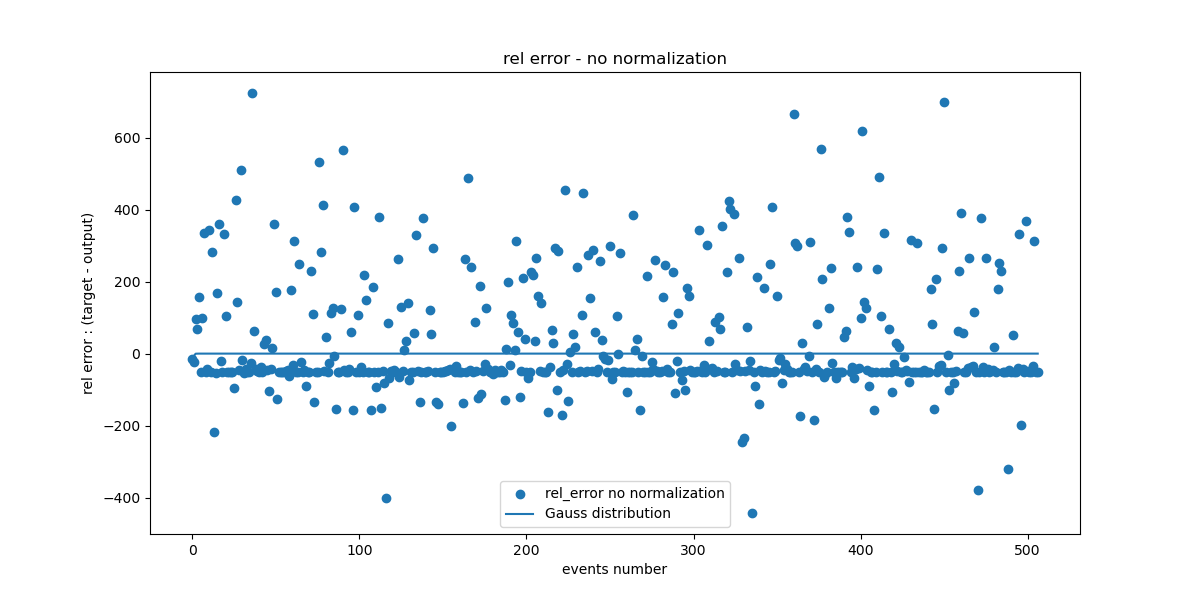 rel error - no normalization
rel error : (target - output)
600
400
200
0
−200
−400
0 100 200 300 400 500
events number
rel_error no normalization
Gauss distribution